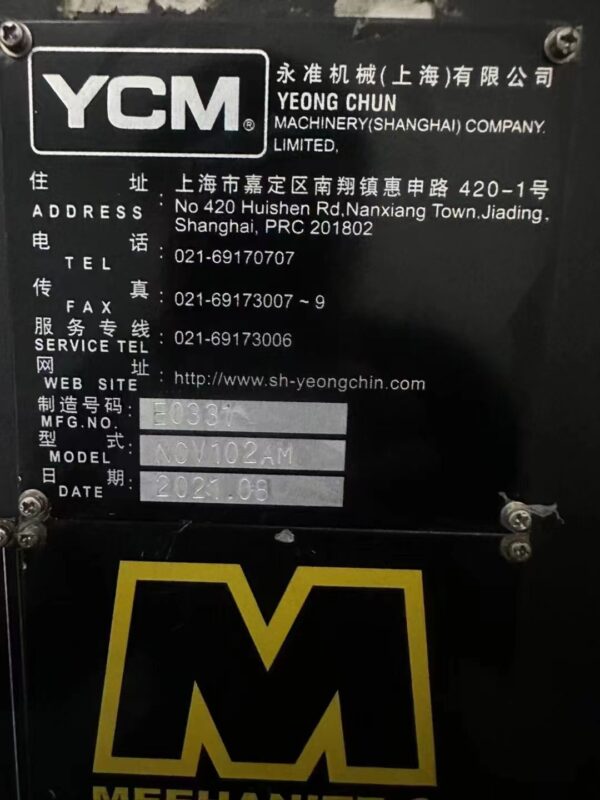 YCM®
永准机械(上海)有限公司
YEONG CHUN
MACHINERY(SHANGHAI) COMPANY.
LIMITED,
住 址 : 上海市嘉定区南翔镇惠申路 420-1号
ADDRESS : No 420 Huishen Rd,Nanxiang Town.Jiading,
Shanghai, PRC 201802
电 话 : 021-69170707
TEL
传 真 : 021-69173007 ~ 9
FAX
服务专线 : 021-69173006
SERVICE TEL
网 址 : http://www.sh-yeongchin.com
WEB SITE
制造号码 : E0337
MFG.NO.
型 式 : NOV102AM
MODEL
日 期 : 2021.08
DATE
M